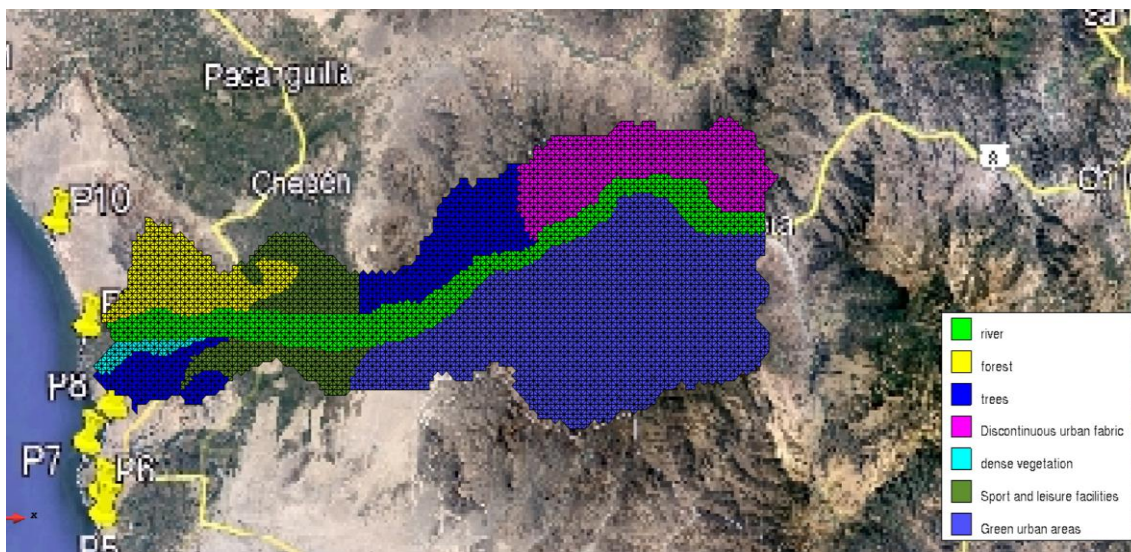 Pacanguilla
Chepén
P10
8
P8
P7
P6
P5
x
river
forest
trees
Discontinuous urban fabric
dense vegetation
Sport and leisure facilities
Green urban areas